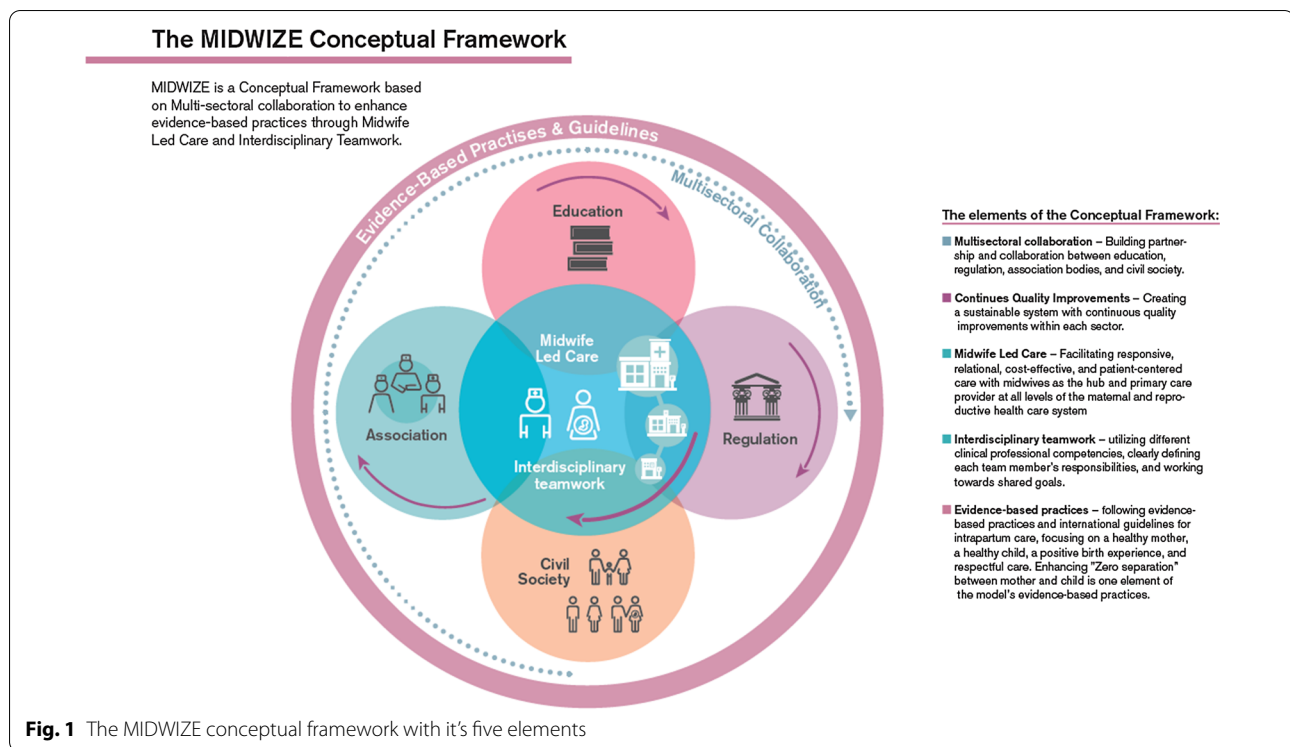 The MIDWIZE Conceptual Framework
MIDWIZE is a Conceptual Framework based
on Multi-sectoral collaboration to enhance
evidence-based practices through Midwife
Led Care and Interdisciplinary Teamwork.
Evidence-Based Practises & Guidelines
Multisectoral Collaboration
Education
Midwife
Led Care
Association
Regulation
Interdisciplinary
teamwork
Civil
Society
The elements of the Conceptual Framework:
Multisectoral collaboration – Building partner-
ship and collaboration between education,
regulation, association bodies, and civil society.
Continues Quality Improvements – Creating
a sustainable system with continuous quality
improvements within each sector.
Midwife Led Care – Facilitating responsive,
relational, cost-effective, and patient-centered
care with midwives as the hub and primary care
provider at all levels of the maternal and repro-
ductive health care system
Interdisciplinary teamwork – utilizing different
clinical professional competencies, clearly defining
each team member's responsibilities, and working
towards shared goals.
Evidence-based practices – following evidence-
based practices and international guidelines for
intrapartum care, focusing on a healthy mother,
a healthy child, a positive birth experience, and
respectful care. Enhancing "Zero separation"
between mother and child is one element of
the model's evidence-based practices.
Fig. 1 The MIDWIZE conceptual framework with it's five elements